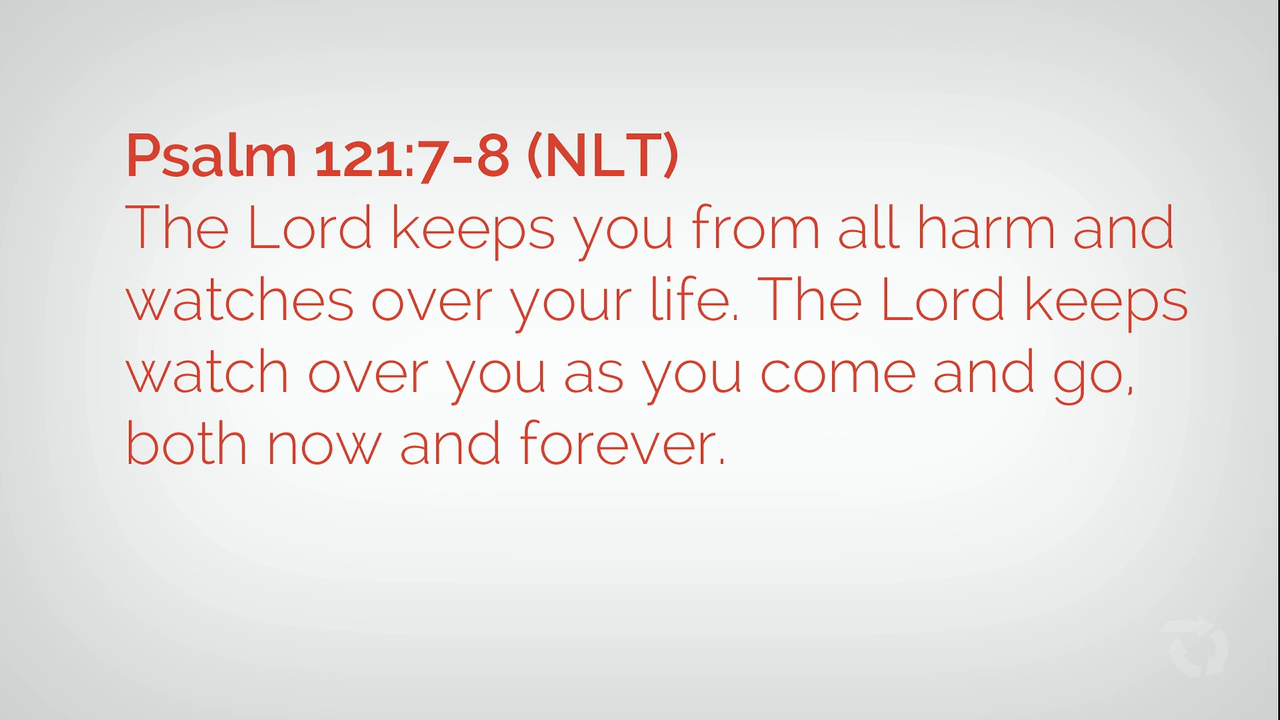 Psalm 121:7-8 (NLT)
The Lord keeps you from all harm and
watches over your life. The Lord keeps
watch over you as you come and go,
both now and forever.